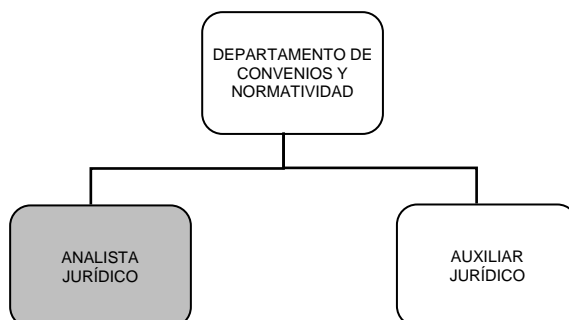 DEPARTAMENTO DE
CONVENIOS Y
NORMATIVIDAD
ANALISTA
JURÍDICO
AUXILIAR
JURÍDICO